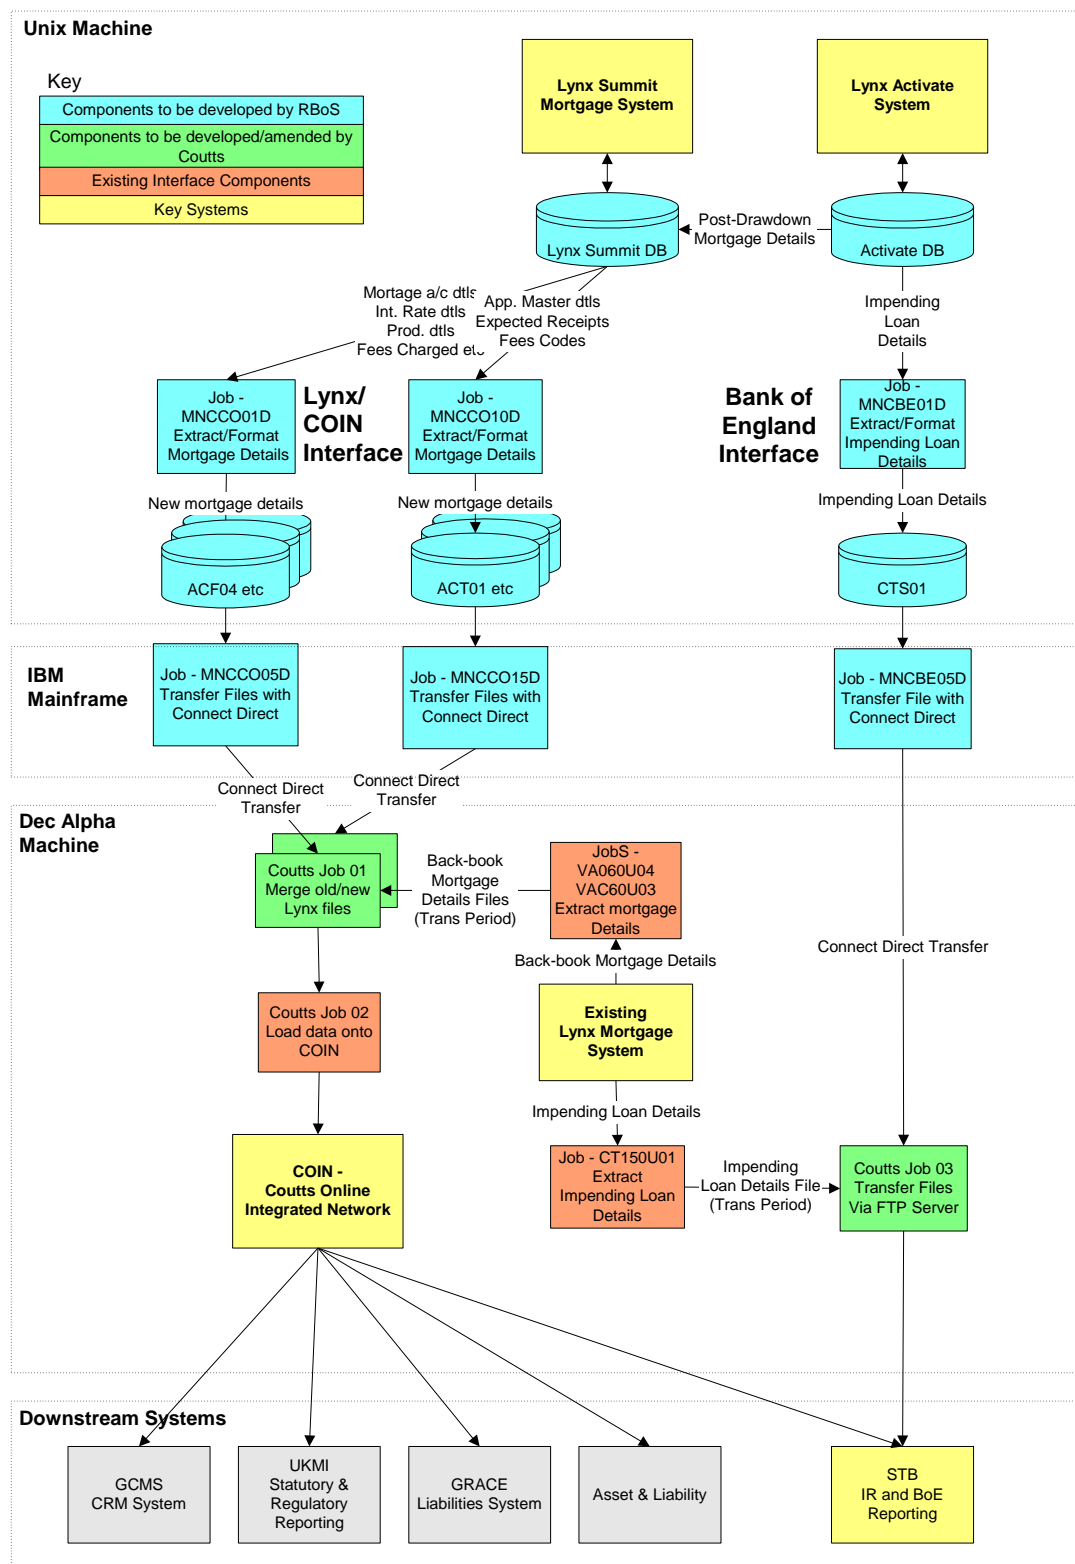 Unix Machine
Key
Components to be developed by RBoS
Components to be developed/amended by
Coutts
Existing Interface Components
Key Systems
Lynx Summit
Mortgage System
Lynx Activate
System
Lynx Summit DB
Post-Drawdown
Mortgage Details
Activate DB
Mortage a/c dtls
Int. Rate dtls
Prod. dtls
Fees Charged etc
App. Master dtls
Expected Receipts
Fees Codes
Impending
Loan
Details
Job -
MNCCO01D
Extract/Format
Mortgage Details
Lynx/
COIN
Interface
Job -
MNCCO10D
Extract/Format
Mortgage Details
Bank of
England
Interface
Job -
MNCBE01D
Extract/Format
Impending Loan
Details
New mortgage details
New mortgage details
Impending Loan Details
ACF04 etc
ACT01 etc
CTS01
IBM
Mainframe
Job - MNCCO05D
Transfer Files with
Connect Direct
Job - MNCCO15D
Transfer Files with
Connect Direct
Job - MNCBE05D
Transfer File with
Connect Direct
Connect Direct
Transfer
Connect Direct
Transfer
Dec Alpha
Machine
Coutts Job 01
Merge old/new
Lynx files
Back-book
Mortgage
Details Files
(Trans Period)
JobS -
VA060U04
VAC60U03
Extract mortgage
Details
Connect Direct Transfer
Back-book Mortgage Details
Coutts Job 02
Load data onto
COIN
Existing
Lynx Mortgage
System
Impending Loan Details
COIN -
Coutts Online
Integrated Network
Job - CT150U01
Extract
Impending Loan
Details
Impending
Loan Details File
(Trans Period)
Coutts Job 03
Transfer Files
Via FTP Server
Downstream Systems
GCMS
CRM System
UKMI
Statutory &
Regulatory
Reporting
GRACE
Liabilities System
Asset & Liability
STB
IR and BoE
Reporting